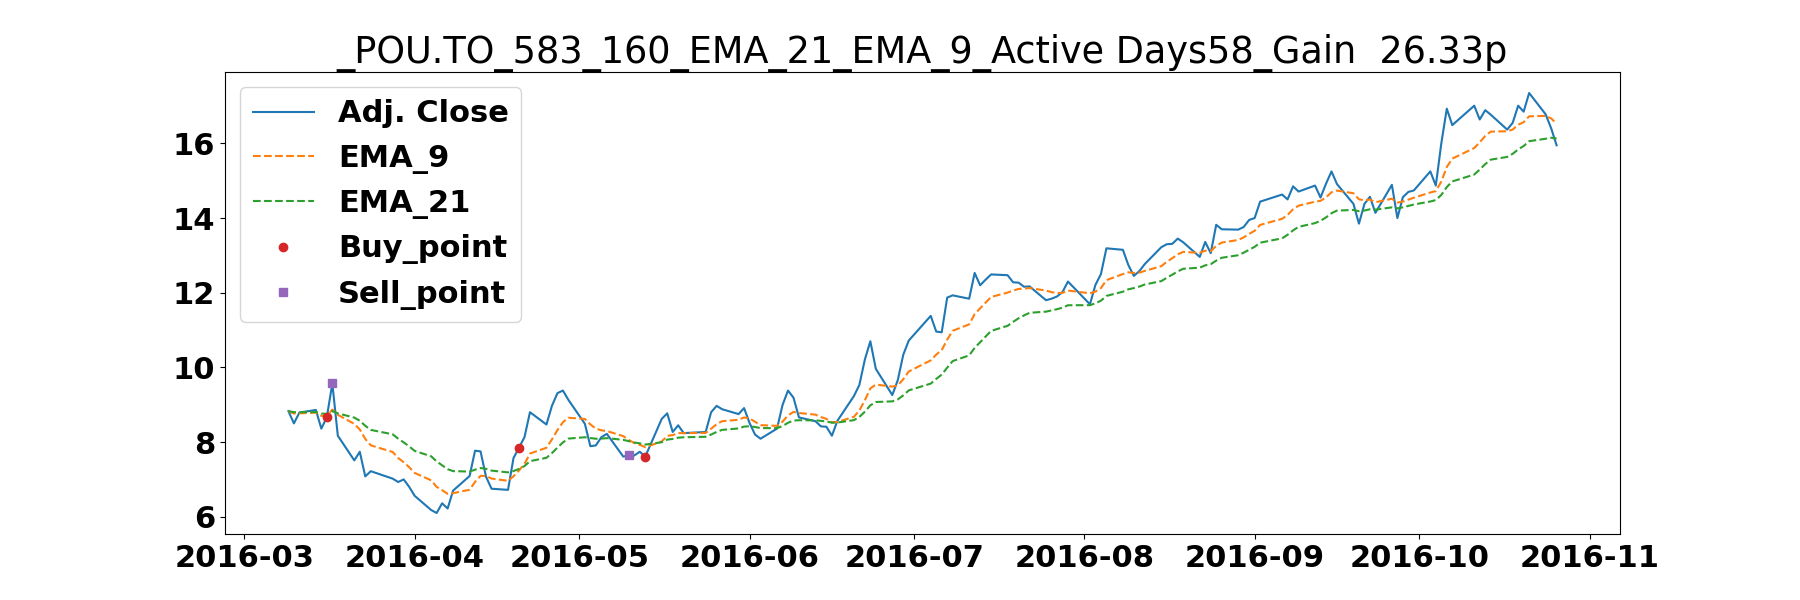 _POU.TO_583_160_EMA_21_EMA_9_Active Days58_Gain  26.33p
Adj. Close
EMA_9
EMA_21
Buy_point
Sell_point
16
14
12
10
8
6
2016-03 2016-04 2016-05 2016-06 2016-07 2016-08 2016-09 2016-10 2016-11